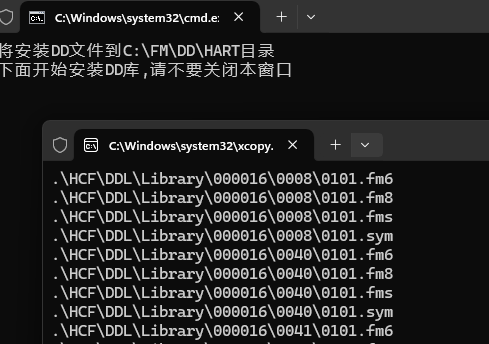 C:\Windows\system32\cmd.e
将安装DD文件到C:\FM\DD\HART目录
下面开始安装DD库,请不要关闭本窗口
C:\Windows\system32\xcopy.
.\HCF\DDL\Library\000016\0008\0101.fm6
.\HCF\DDL\Library\000016\0008\0101.fm8
.\HCF\DDL\Library\000016\0008\0101.fms
.\HCF\DDL\Library\000016\0008\0101.sym
.\HCF\DDL\Library\000016\0040\0101.fm6
.\HCF\DDL\Library\000016\0040\0101.fm8
.\HCF\DDL\Library\000016\0040\0101.fms
.\HCF\DDL\Library\000016\0040\0101.sym
.\HCF\DDL\Library\000016\0041\0101.fm6